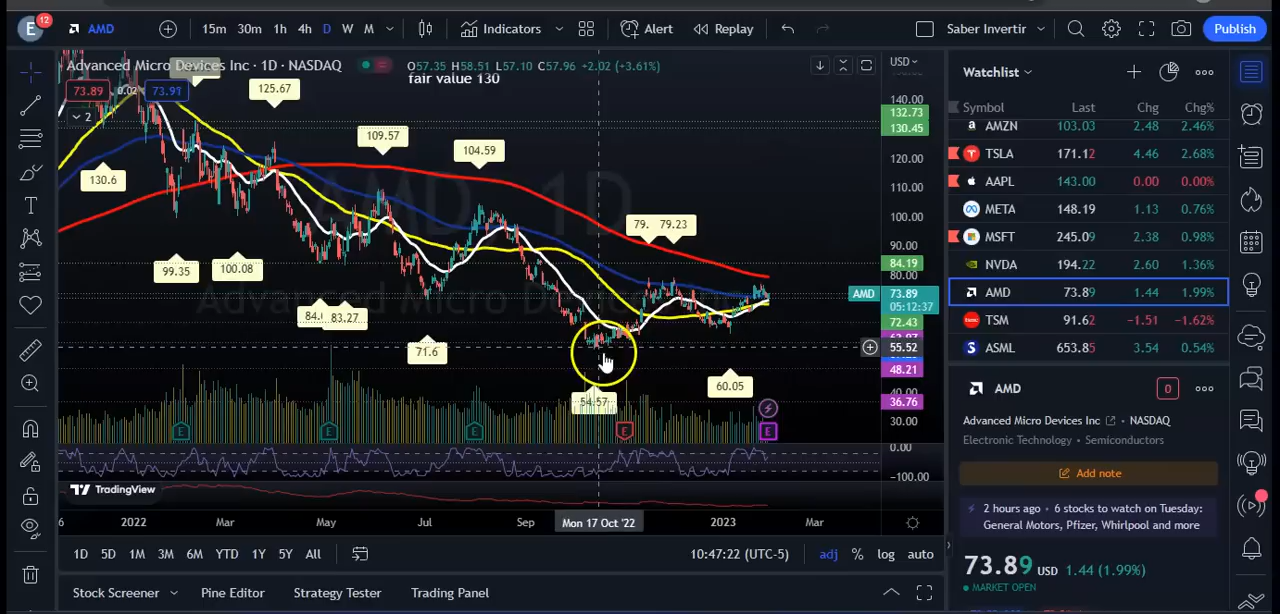 E 12 AMD 15m 30m 1h 4h D W M Indicators Alert Replay Saber Invertir Publish
Advanced Micro Devices Inc · 1D · NASDAQ O57.35 H58.51 L57.10 C57.96 +2.02 (+3.61%) USD
fair value 130
73.89 0.02 73.91
2
125.67
109.57
104.59
130.6
99.35
100.08
83.27
71.6
79.23
54.57
60.05
AMD, 1D
Advanced Micro Devices Inc
140.00
132.73
130.45
120.00
110.00
100.00
90.00
84.19
80.00
AMD 73.89
05:12:37
72.43
55.52
48.21
40.00
36.76
30.00
0.00
-100.00
E E E E E
TradingView
2022 Mar May Jul Sep Mon 17 Oct '22 2023 Mar
1D 5D 1M 3M 6M YTD 1Y 5Y All 10:47:22 (UTC-5) adj % log auto
Stock Screener Pine Editor Strategy Tester Trading Panel
Watchlist
Symbol Last Chg Chg%
AMZN 103.03 2.48 2.46%
TSLA 171.12 4.46 2.68%
AAPL 143.00 0.00 0.00%
META 148.19 1.13 0.76%
MSFT 245.09 2.38 0.98%
NVDA 194.22 2.60 1.36%
AMD 73.89 1.44 1.99%
TSM 91.62 −1.51 −1.62%
ASML 653.85 3.54 0.54%
AMD 0
Advanced Micro Devices Inc · NASDAQ
Electronic Technology · Semiconductors
Add note
2 hours ago · 6 stocks to watch on Tuesday:
General Motors, Pfizer, Whirlpool and more
73.89 USD 1.44 (1.99%)
MARKET OPEN